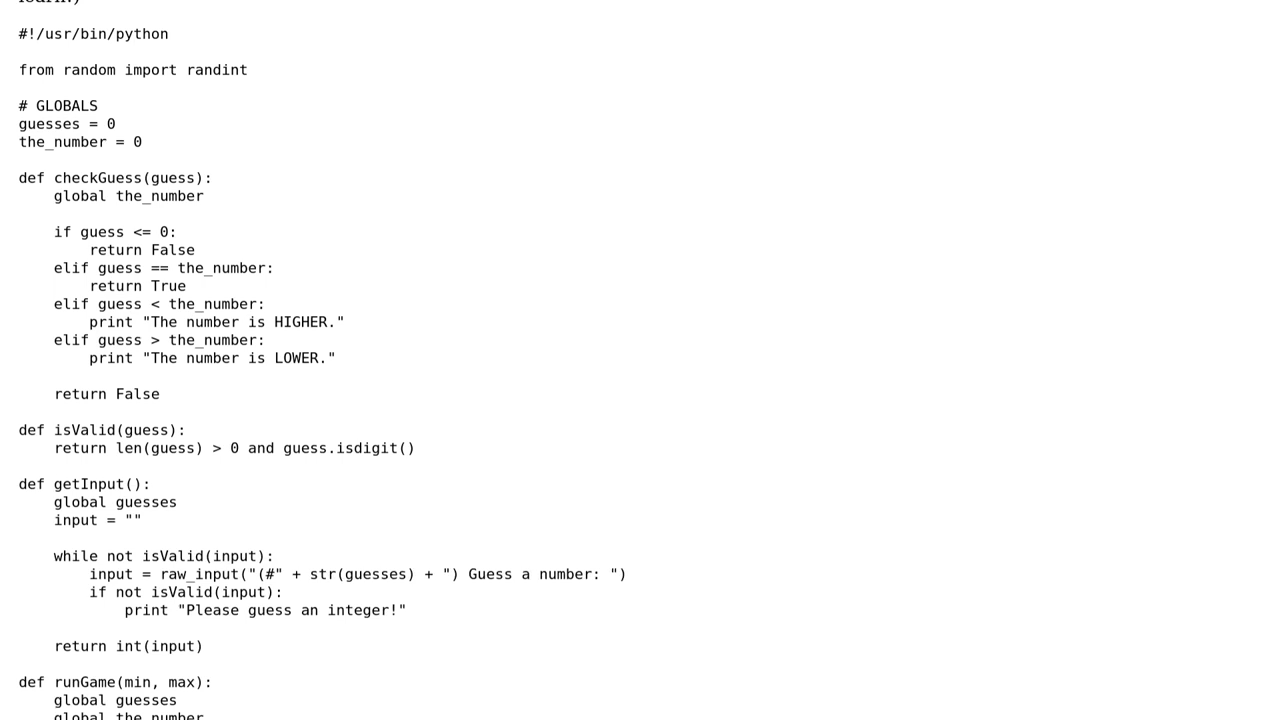 learn.)
#!/usr/bin/python
from random import randint
# GLOBALS
guesses = 0
the_number = 0
def checkGuess(guess):
    global the_number
    if guess <= 0:
        return False
    elif guess == the_number:
        return True
    elif guess < the_number:
        print "The number is HIGHER."
    elif guess > the_number:
        print "The number is LOWER."
    return False
def isValid(guess):
    return len(guess) > 0 and guess.isdigit()
def getInput():
    global guesses
    input = ""
    while not isValid(input):
        input = raw_input("(#" + str(guesses) + ") Guess a number: ")
        if not isValid(input):
            print "Please guess an integer!"
    return int(input)
def runGame(min, max):
    global guesses
    global the_number